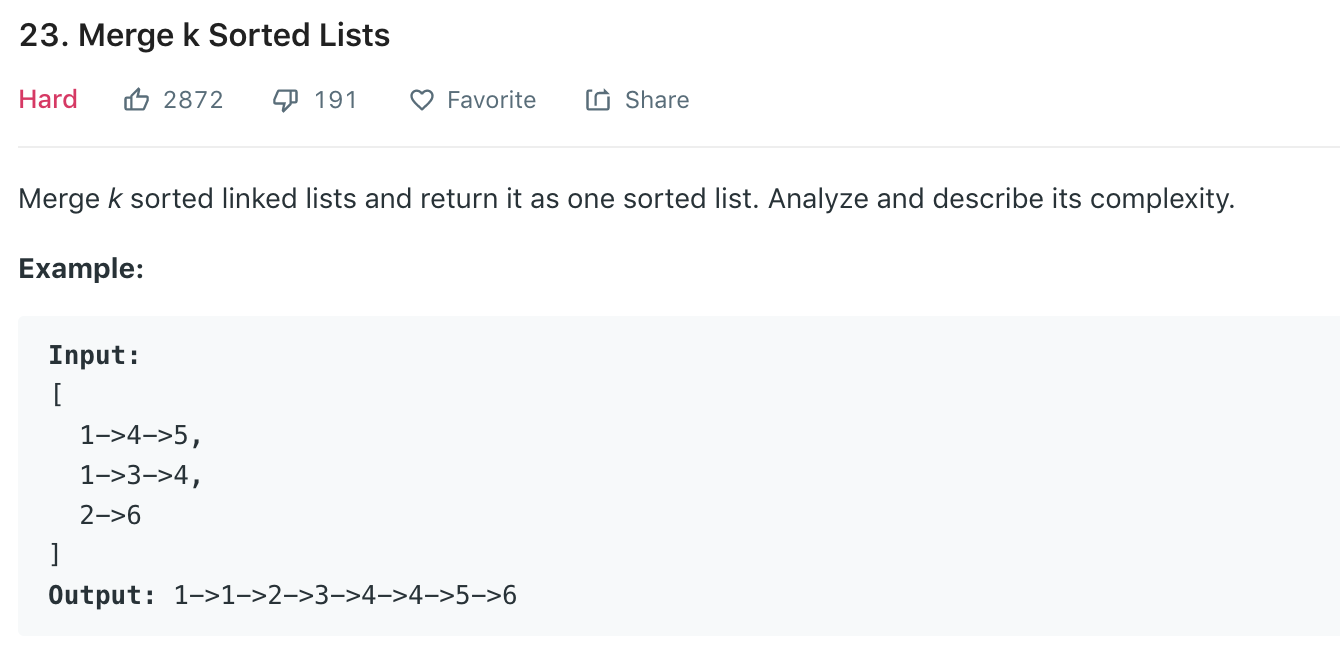 23. Merge k Sorted Lists
Hard 2872 191 Favorite Share
Merge k sorted linked lists and return it as one sorted list. Analyze and describe its complexity.
Example:
Input:
[
  1->4->5,
  1->3->4,
  2->6
]
Output: 1->1->2->3->4->4->5->6